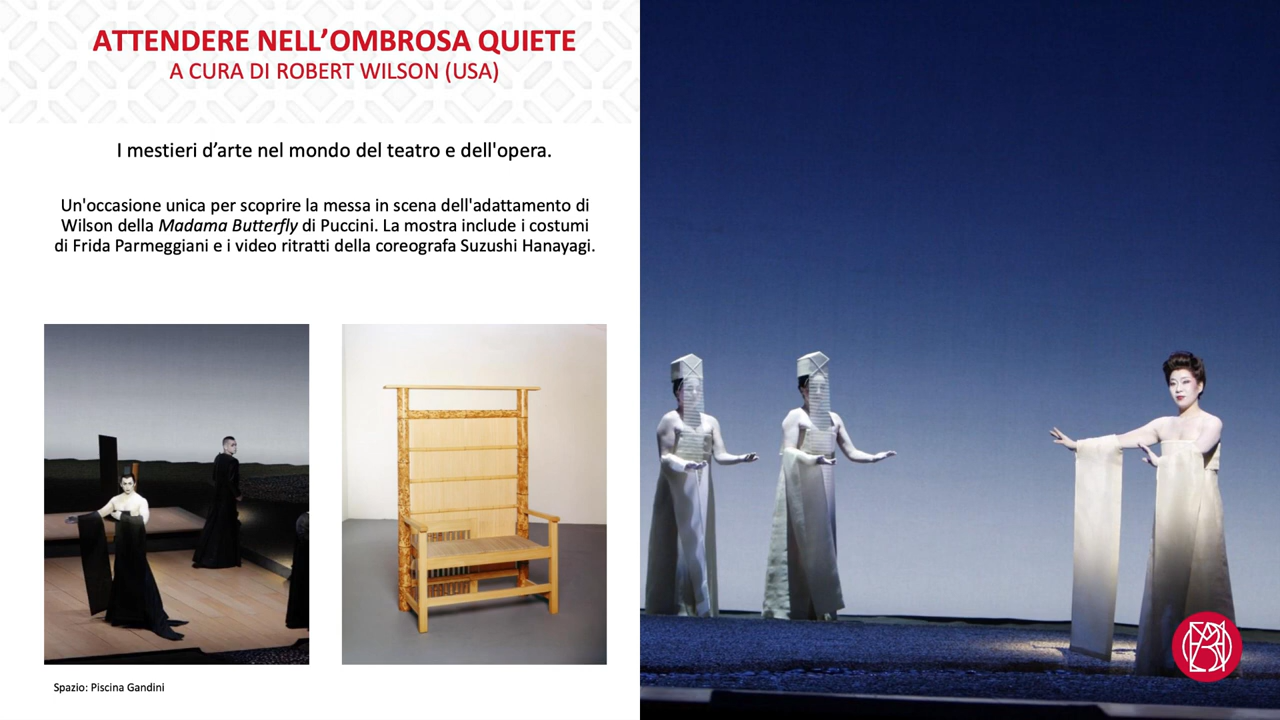 ATTENDERE NELL’OMBROSA QUIETE
A CURA DI ROBERT WILSON (USA)
I mestieri d’arte nel mondo del teatro e dell'opera.
Un'occasione unica per scoprire la messa in scena dell'adattamento di
Wilson della Madama Butterfly di Puccini. La mostra include i costumi
di Frida Parmeggiani e i video ritratti della coreografa Suzushi Hanayagi.
Spazio: Piscina Gandini